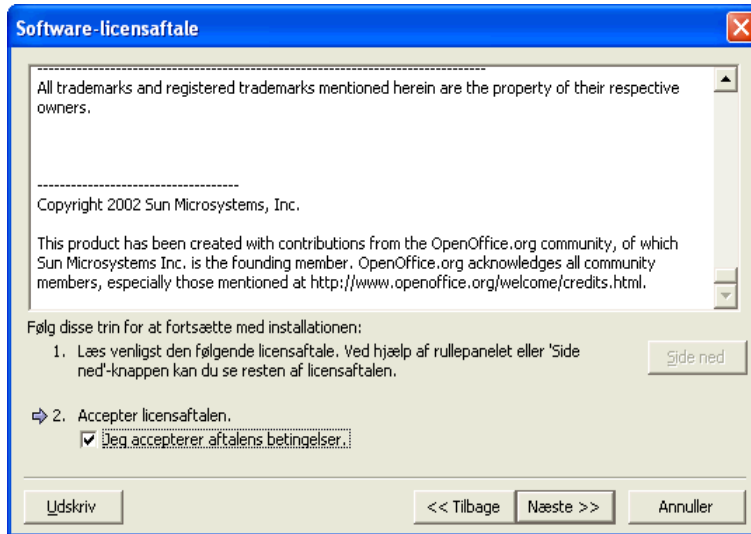 Software-licensaftale
--------------------------------------------------------------------------------
All trademarks and registered trademarks mentioned herein are the property of their respective
owners.
------------------------------------
Copyright 2002 Sun Microsystems, Inc.
This product has been created with contributions from the OpenOffice.org community, of which
Sun Microsystems Inc. is the founding member. OpenOffice.org acknowledges all community
members, especially those mentioned at http://www.openoffice.org/welcome/credits.html.
Følg disse trin for at fortsætte med installationen:
1. Læs venligst den følgende licensaftale. Ved hjælp af rullepanelet eller 'Side
ned'-knappen kan du se resten af licensaftalen.
Side ned
2. Accepter licensaftalen.
Jeg accepterer aftalens betingelser.
Udskriv
<< Tilbage
Næste >>
Annuller